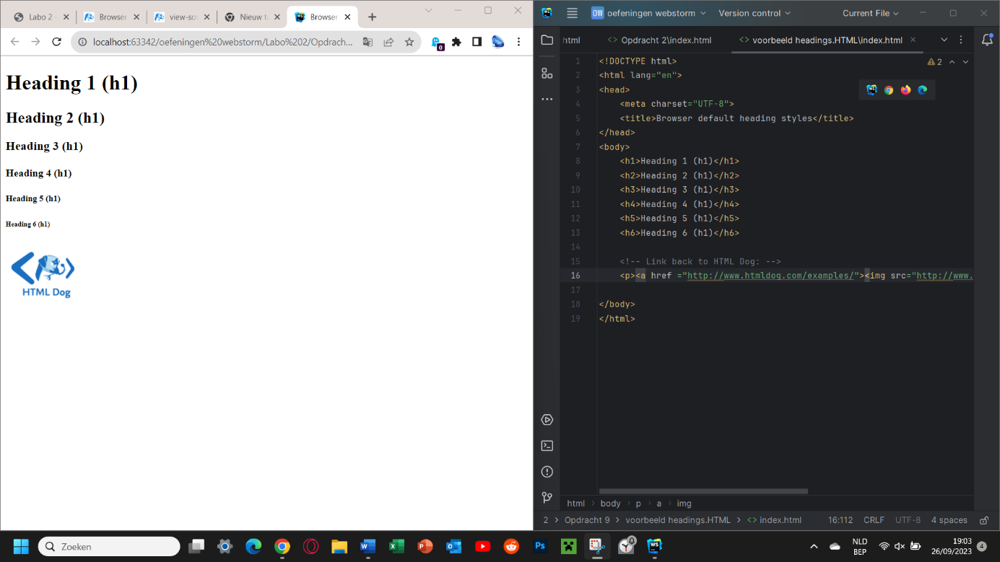 Labo 2 -
Browser
view-so
Nieuw ta
Browser
localhost:63342/oefeningen%20webstorm/Labo%202/Opdrach...
0
Heading 1 (h1)
Heading 2 (h1)
Heading 3 (h1)
Heading 4 (h1)
Heading 5 (h1)
Heading 6 (h1)
HTML Dog
WS
OW oefeningen webstorm
Version control
Current File
html
<> Opdracht 2\index.html
<> voorbeeld headings.HTML\index.html
2
1 <!DOCTYPE html>
2 <html lang="en">
3 <head>
4 <meta charset="UTF-8">
5 <title>Browser default heading styles</title>
6 </head>
7 <body>
8 <h1>Heading 1 (h1)</h1>
9 <h2>Heading 2 (h1)</h2>
10 <h3>Heading 3 (h1)</h3>
11 <h4>Heading 4 (h1)</h4>
12 <h5>Heading 5 (h1)</h5>
13 <h6>Heading 6 (h1)</h6>
14
15 <!-- Link back to HTML Dog: -->
16 <p><a href ="http://www.htmldog.com/examples/"><img src="http://www.
17
18 </body>
19 </html>
html › body › p › a › img
2 › Opdracht 9 › voorbeeld headings.HTML › <> index.html
16:112 CRLF UTF-8 4 spaces
Zoeken
NLD
BEP
19:03
26/09/2023
4